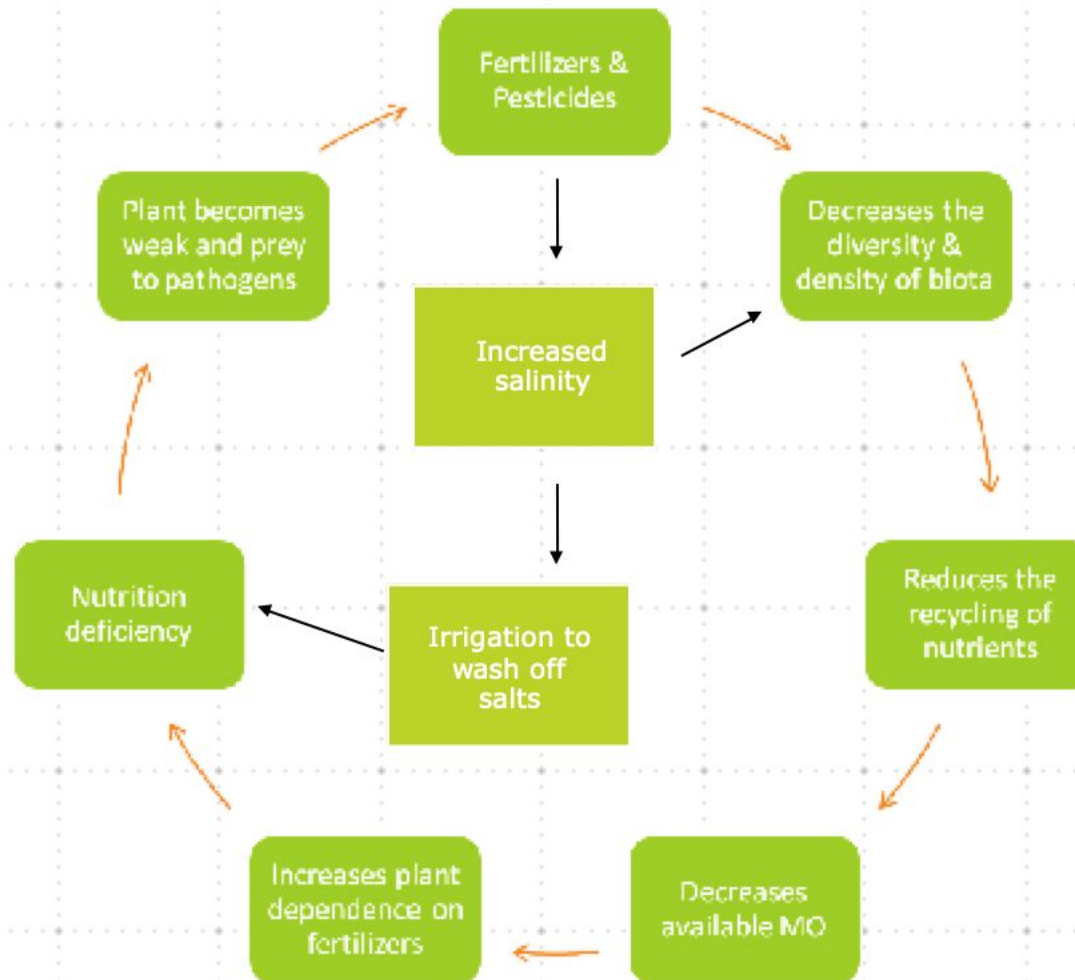 Fertilizers &
Pesticides
Decreases the
diversity &
density of biota
Reduces the
recycling of
nutrients
Decreases
available MO
Increases plant
dependence on
fertilizers
Nutrition
deficiency
Plant becomes
weak and prey
to pathogens
Increased
salinity
Irrigation to
wash off
salts